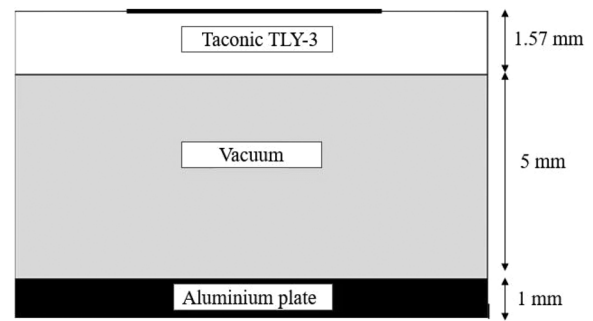 Taconic TLY-3
1.57 mm
Vacuum
5 mm
Aluminium plate
1 mm